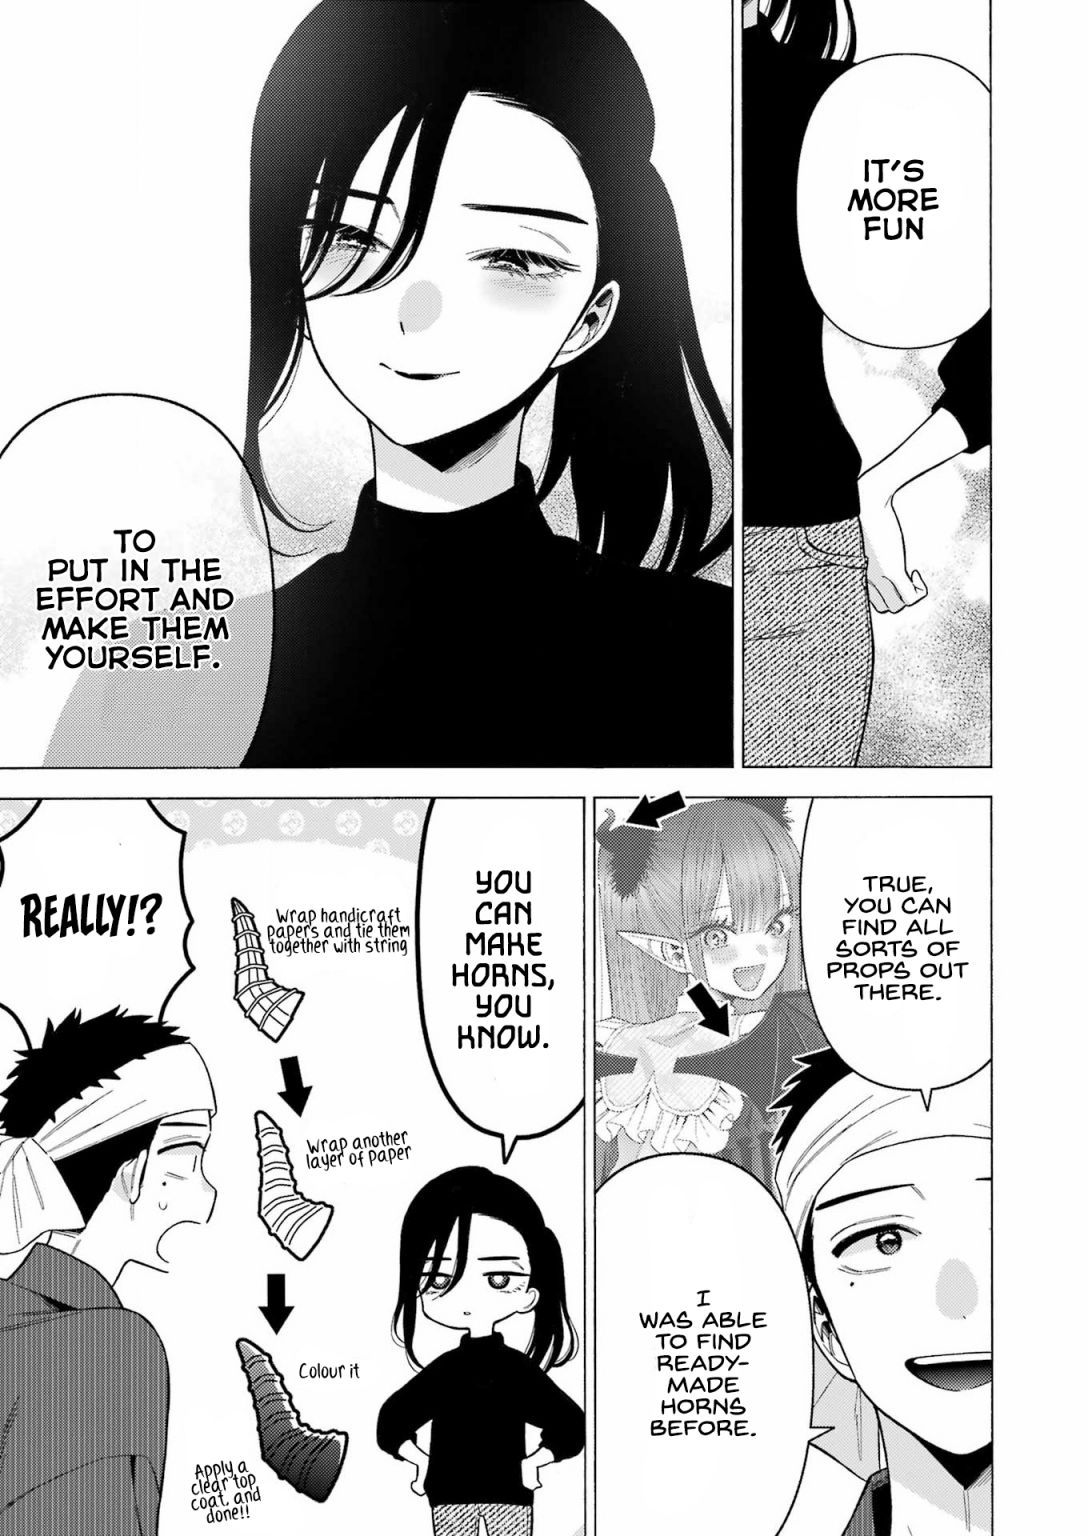 IT'S
MORE
FUN
TO
PUT IN THE
EFFORT AND
MAKE THEM
YOURSELF.
TRUE,
YOU CAN
FIND ALL
SORTS OF
PROPS OUT
THERE.
I
WAS ABLE
TO FIND
READY-
MADE
HORNS
BEFORE.
YOU
CAN
MAKE
HORNS,
YOU
KNOW.
Wrap handicraft
papers and tie them
together with string
Wrap another
layer of paper
Colour it
Apply a
clear top
coat, and
done!!
REALLY!?